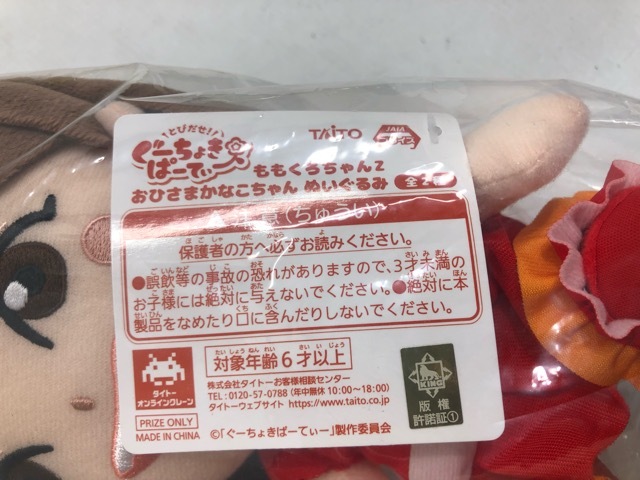 とびだせ!!
ぐーちょきぱーてぃー
TAITO
JAIA
ももくろちゃんZ
おひさまかなこちゃん ぬいぐるみ
注意(ちゅうい)
保護者の方へ必ずお読みください。
●誤飲等の事故の恐れがありますので、3才未満の
お子様には絶対に与えないでください。●絶対に本
製品をなめたり口に含んだりしないでください。
対象年齢6才以上
株式会社タイトーお客様相談センター
TEL:0120-57-0788(年中無休 10:00~18:00)
タイトーウェブサイト https://www.taito.co.jp
タイトー
オンラインクレーン
PRIZE ONLY
MADE IN CHINA
©「ぐーちょきぱーてぃー」製作委員会
KING
版権
許諾証①